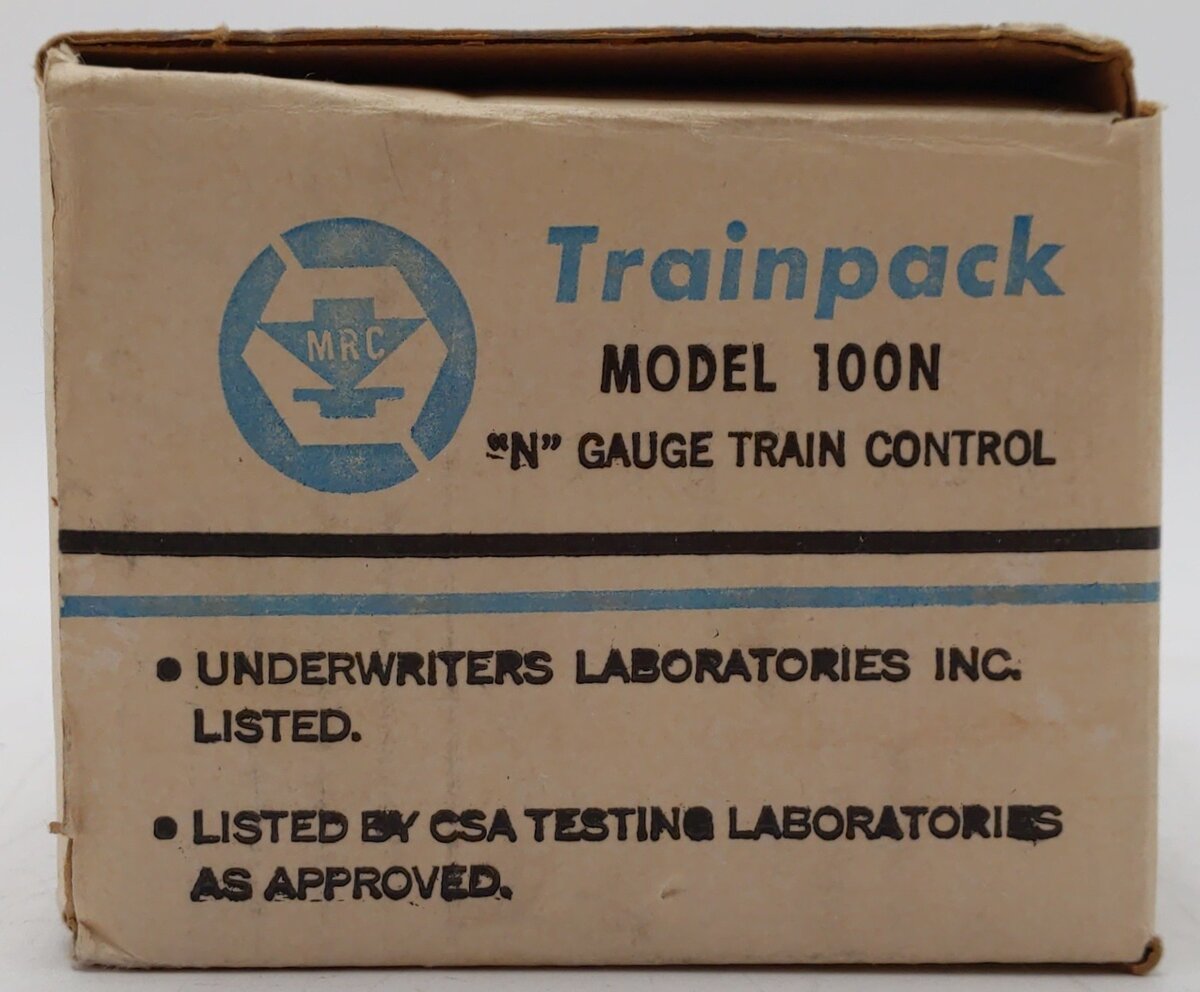 MRC
Trainpack
MODEL 100N
"N" GAUGE TRAIN CONTROL
• UNDERWRITERS LABORATORIES INC.
LISTED.
• LISTED BY CSA TESTING LABORATORIES
AS APPROVED.